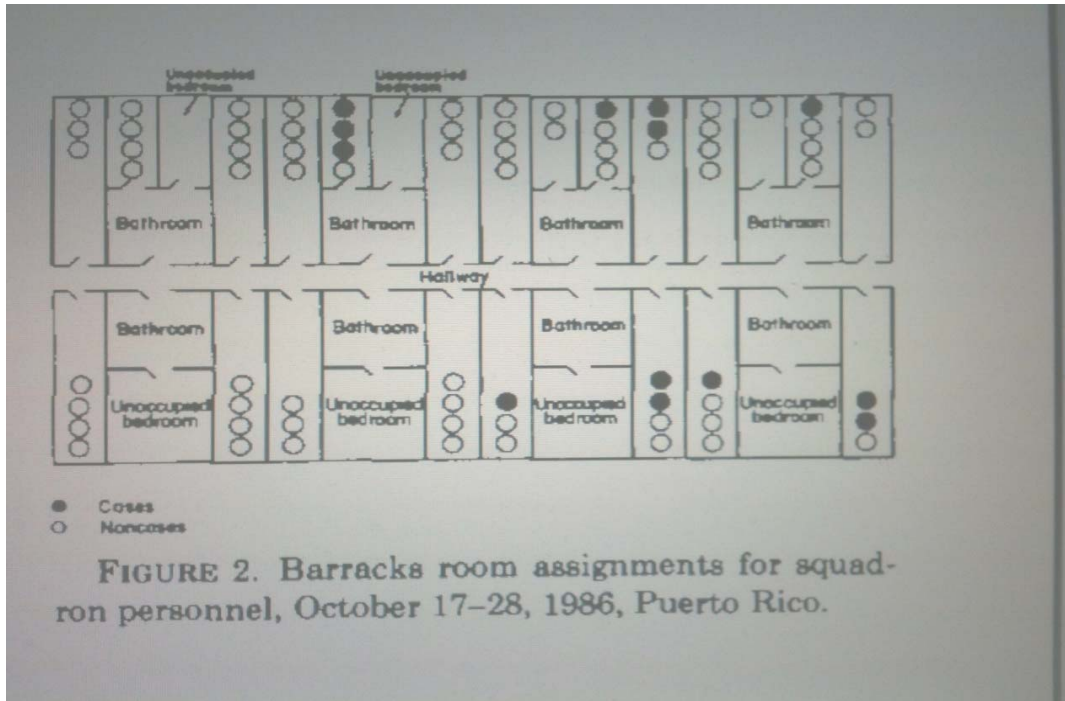 Unoccupied Unoccupied
bedroom bedroom
Bathroom Bathroom Bathroom Bathroom
Hallway
Bathroom Bathroom Bathroom Bathroom
Unoccupied Unoccupied Unoccupied Unoccupied
bedroom bedroom bedroom bedroom
Cases
Noncases
FIGURE 2. Barracks room assignments for squad-
ron personnel, October 17–28, 1986, Puerto Rico.